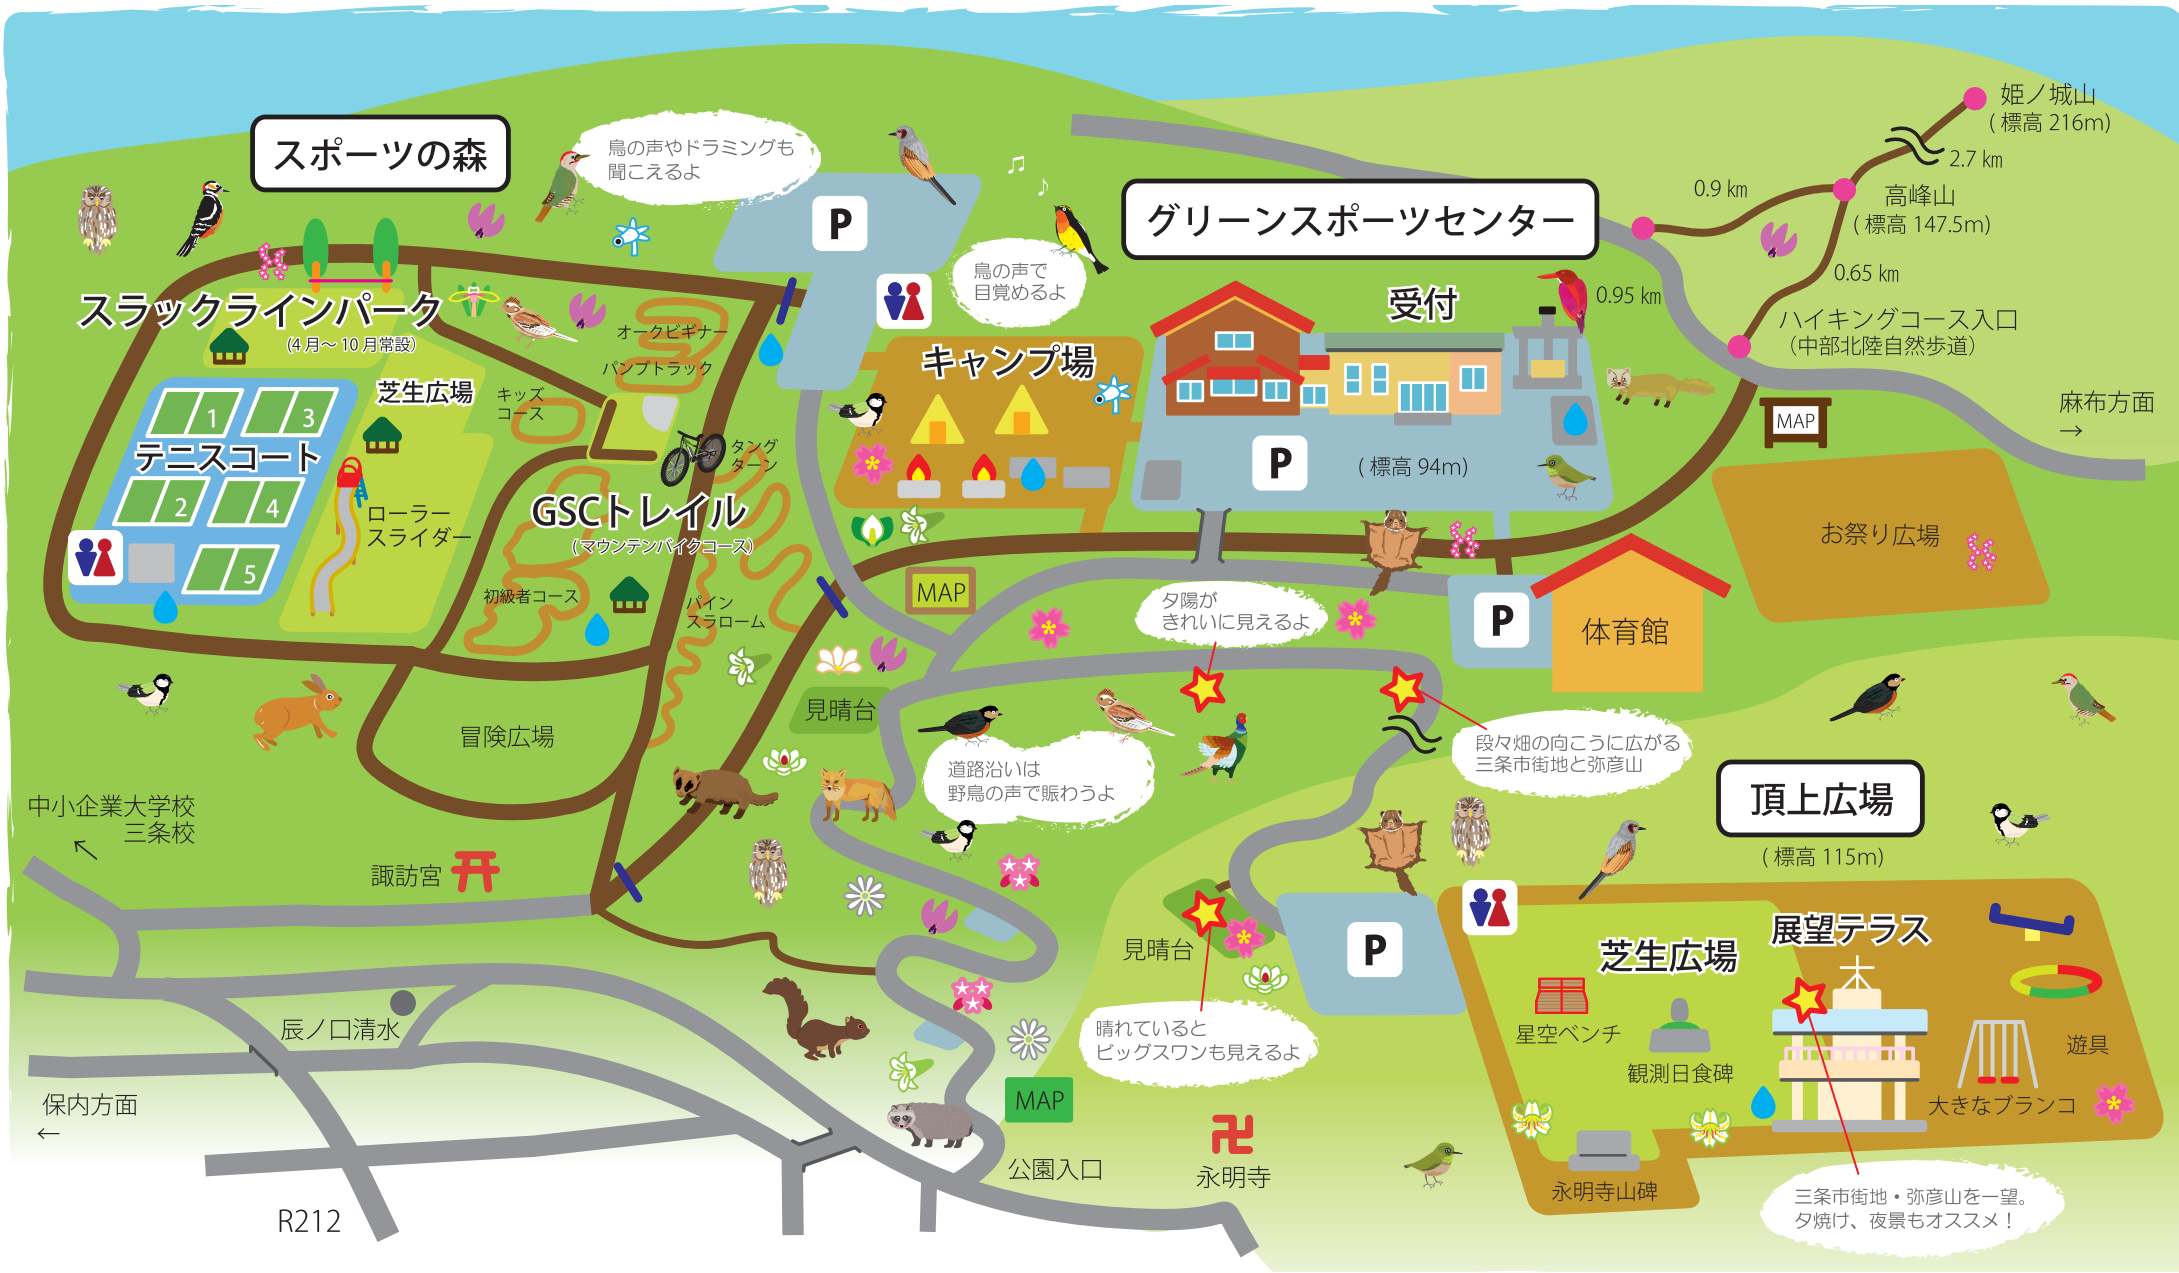 スポーツの森
鳥の声やドラミングも
聞こえるよ
P
グリーンスポーツセンター
姫ノ城山
(標高 216m)
2.7 km
0.9 km
高峰山
(標高 147.5m)
0.65 km
0.95 km
ハイキングコース入口
(中部北陸自然歩道)
麻布方面
→
MAP
鳥の声で
目覚めるよ
受付
キャンプ場
P
(標高 94m)
スラックラインパーク
(4月〜10月常設)
オークビギナー
パンプトラック
キッズ
コース
タング
ターン
芝生広場
テニスコート
1
3
2
4
5
ローラー
スライダー
GSCトレイル
(マウンテンバイクコース)
初級者コース
パイン
スラローム
MAP
お祭り広場
夕陽が
きれいに見えるよ
P
体育館
見晴台
冒険広場
道路沿いは
野鳥の声で賑わうよ
段々畑の向こうに広がる
三条市街地と弥彦山
頂上広場
(標高 115m)
中小企業大学校
三条校
諏訪宮
見晴台
P
芝生広場
展望テラス
星空ベンチ
観測日食碑
遊具
大きなブランコ
永明寺山碑
晴れていると
ビッグスワンも見えるよ
辰ノ口清水
保内方面
←
R212
MAP
公園入口
永明寺
三条市街地・弥彦山を一望。
夕焼け、夜景もオススメ！